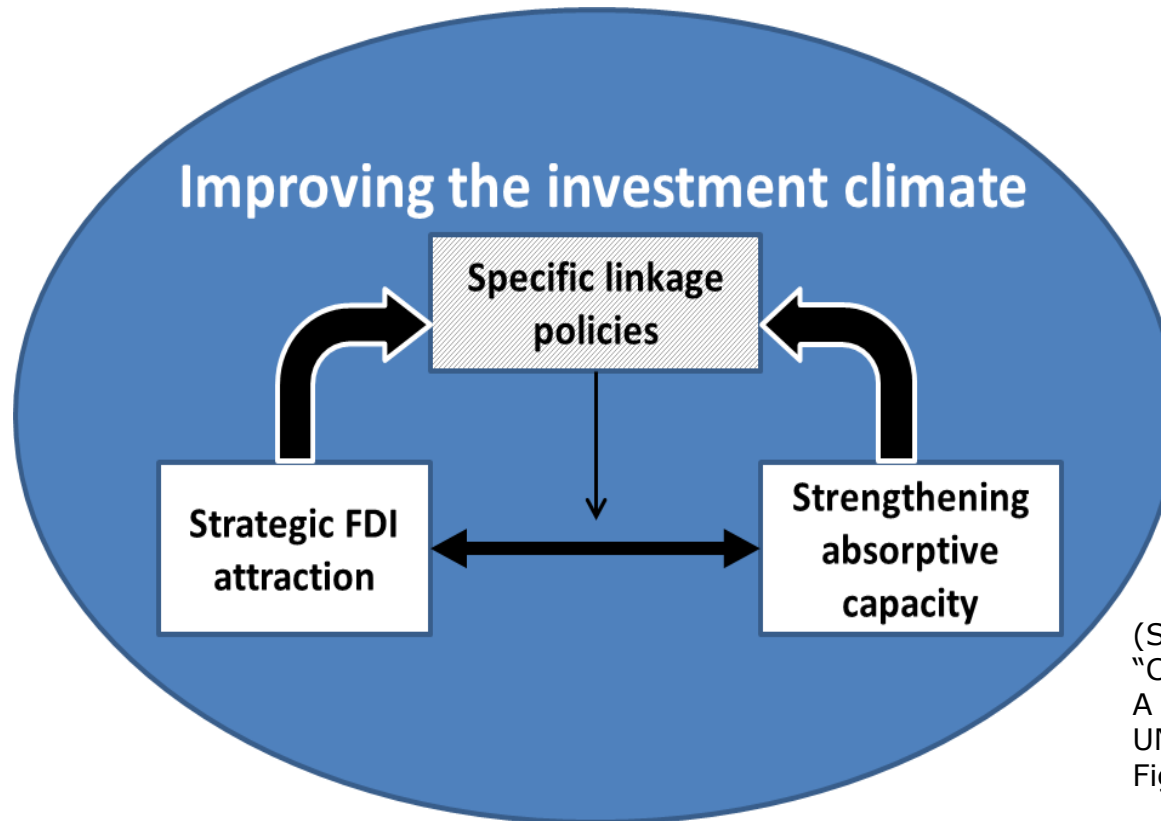 Improving the investment climate
Specific linkage
policies
Strategic FDI
attraction
Strengthening
absorptive
capacity
A